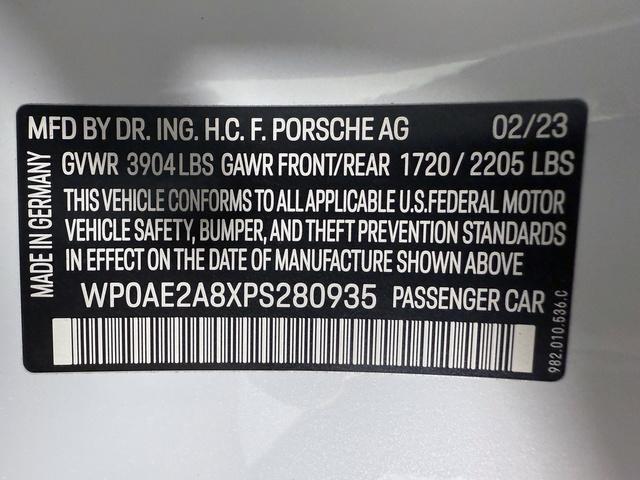 MFD BY DR. ING. H.C. F. PORSCHE AG 02/23
GVWR 3904 LBS GAWR FRONT/REAR 1720 / 2205 LBS
THIS VEHICLE CONFORMS TO ALL APPLICABLE U.S. FEDERAL MOTOR
VEHICLE SAFETY, BUMPER, AND THEFT PREVENTION STANDARDS
IN EFFECT ON THE DATE OF MANUFACTURE SHOWN ABOVE
WP0AE2A8XPS280935 PASSENGER CAR
MADE IN GERMANY
982.010.536.C